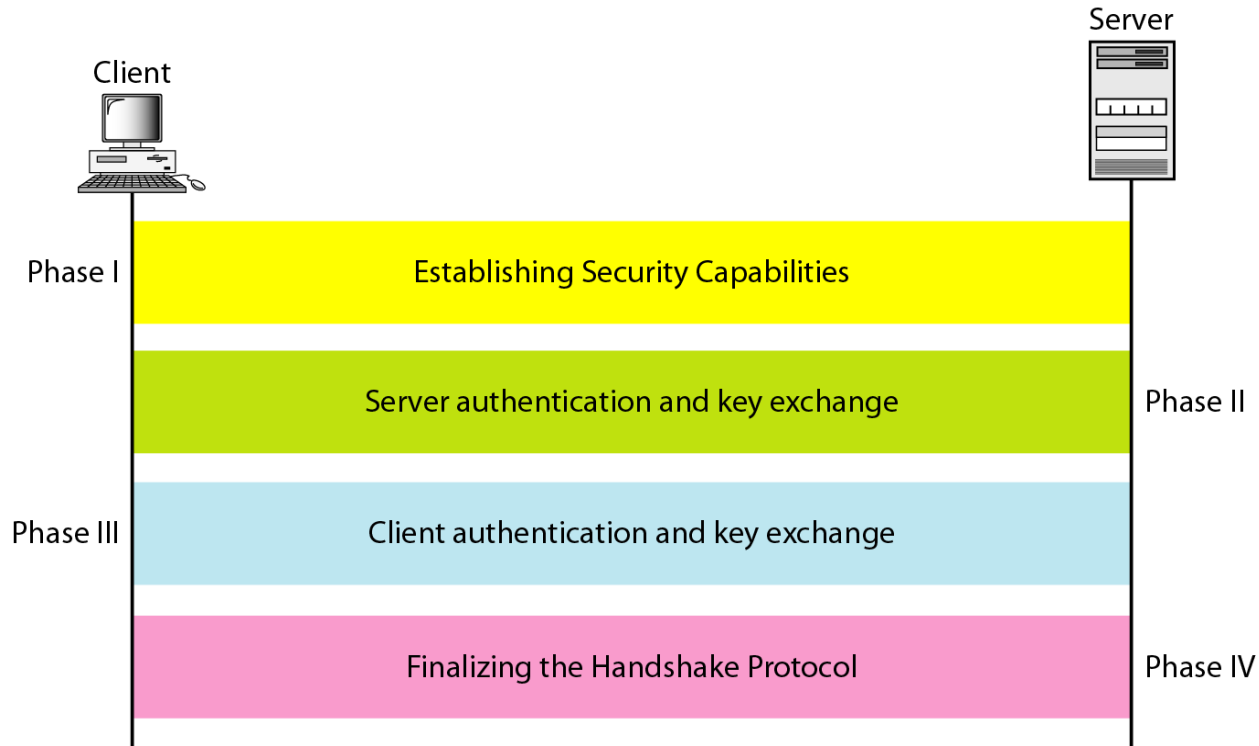 Server
Client
Phase I
Establishing Security Capabilities
Server authentication and key exchange
Phase II
Phase III
Client authentication and key exchange
Finalizing the Handshake Protocol
Phase IV